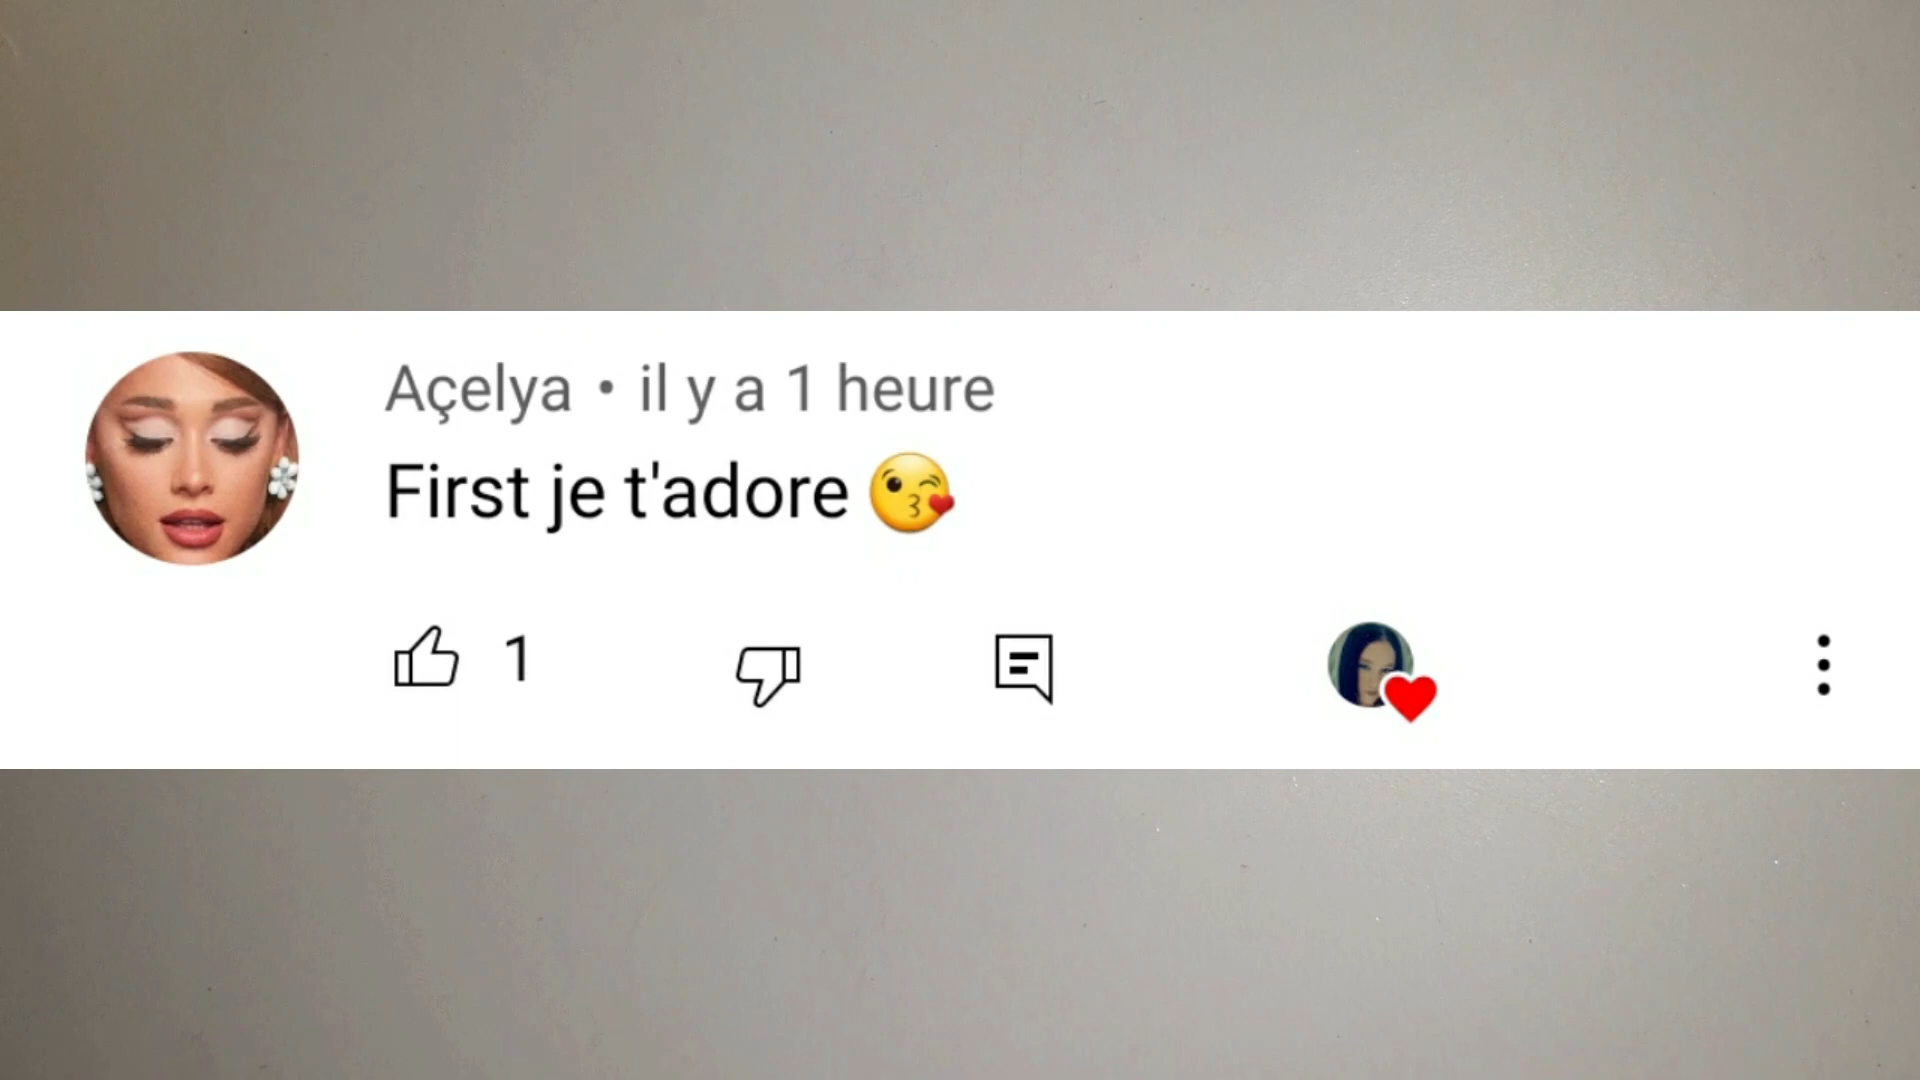 Açelya • il y a 1 heure
First je t'adore 😘
1